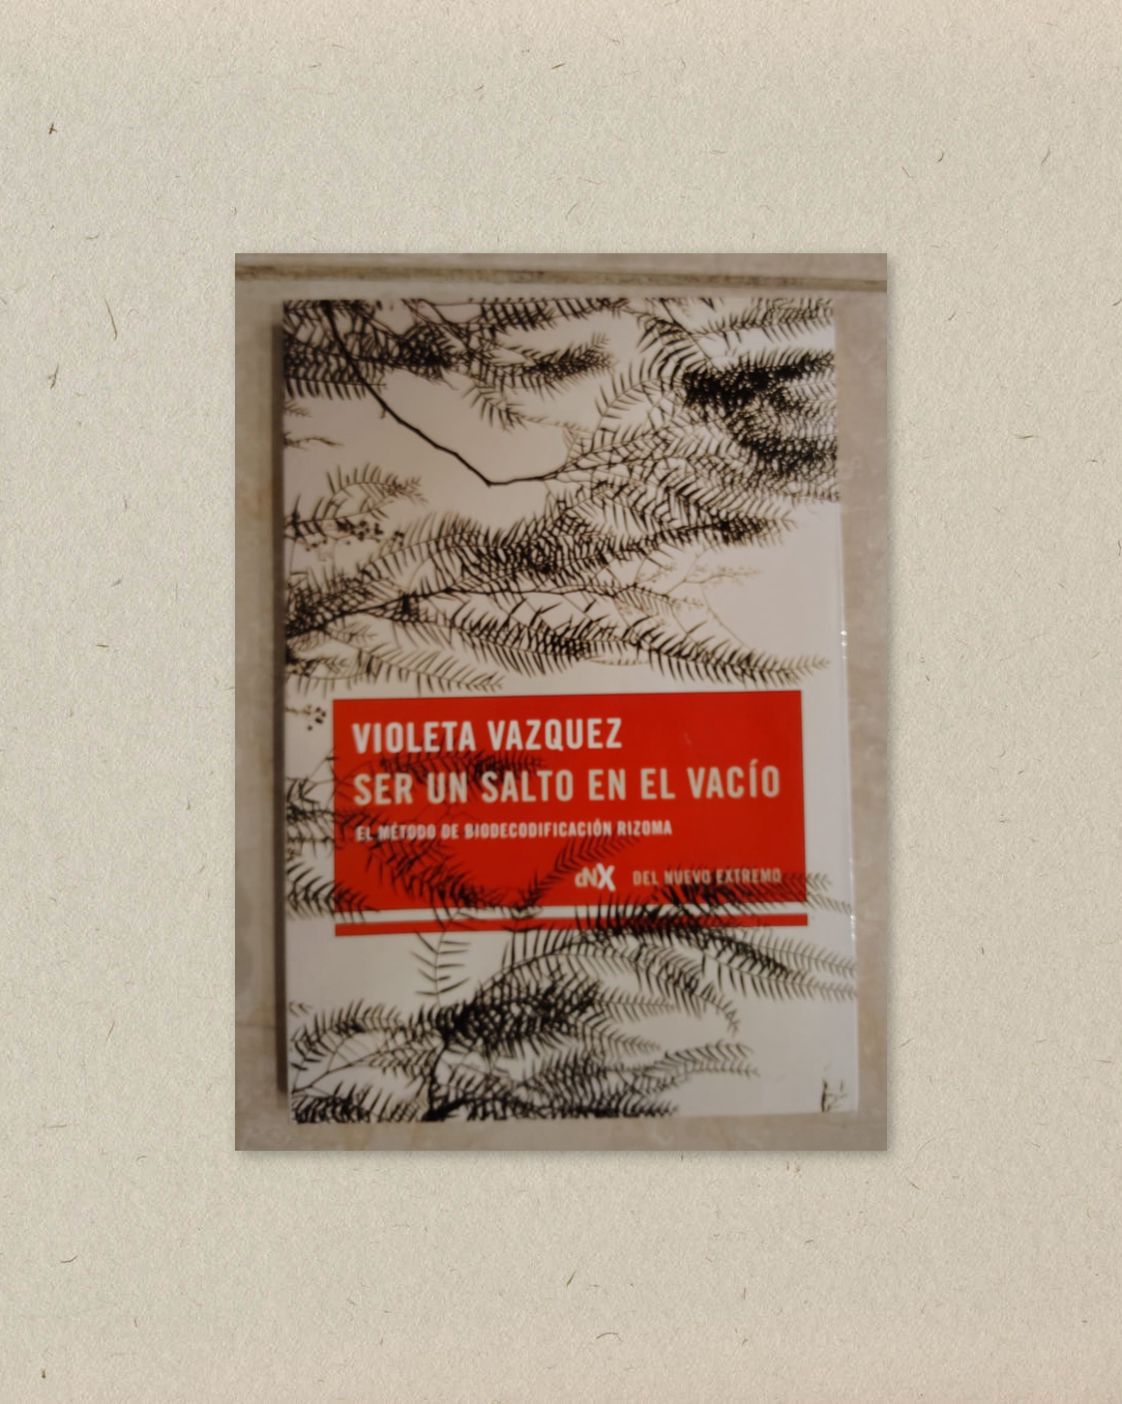 VIOLETA VAZQUEZ
SER UN SALTO EN EL VACÍO
EL MÉTODO DE BIODECODIFICACIÓN RIZOMA
dNX DEL NUEVO EXTREMO